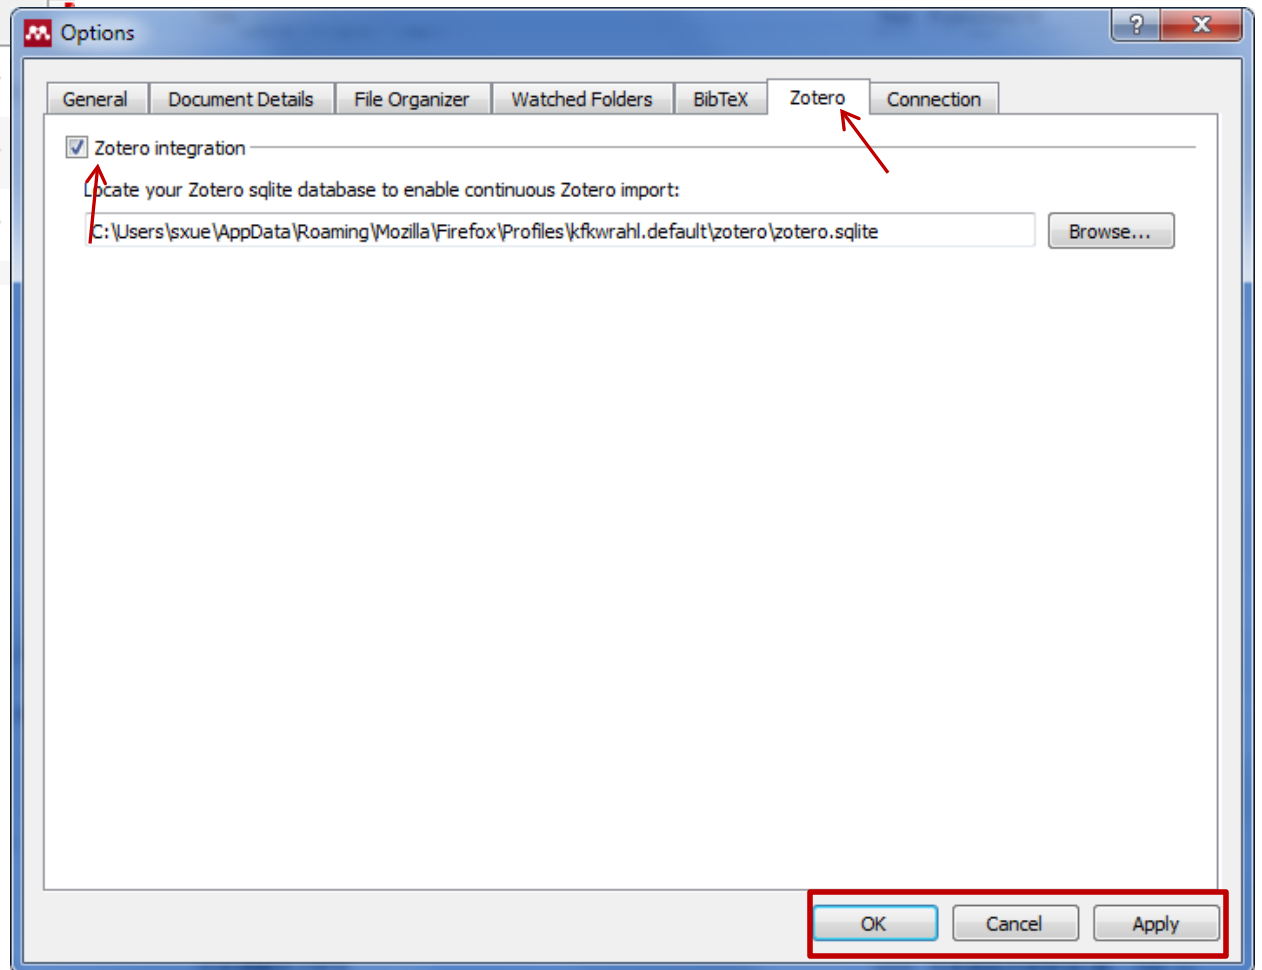 Options
General Document Details File Organizer Watched Folders BibTeX Zotero Connection
Zotero integration
Locate your Zotero sqlite database to enable continuous Zotero import:
C:\Users\sxue\AppData\Roaming\Mozilla\Firefox\Profiles\kfkwrahl.default\zotero\zotero.sqlite Browse...
OK Cancel Apply